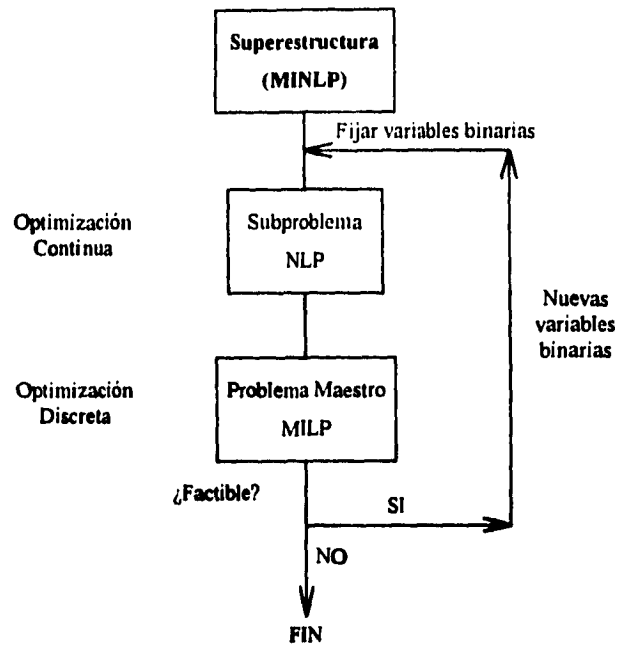 Superestructura
(MINLP)
Fijar variables binarias
Optimización
Continua
Subproblema
NLP
Nuevas
variables
binarias
Optimización
Discreta
Problema Maestro
MILP
¿Factible?
SI
NO
FIN